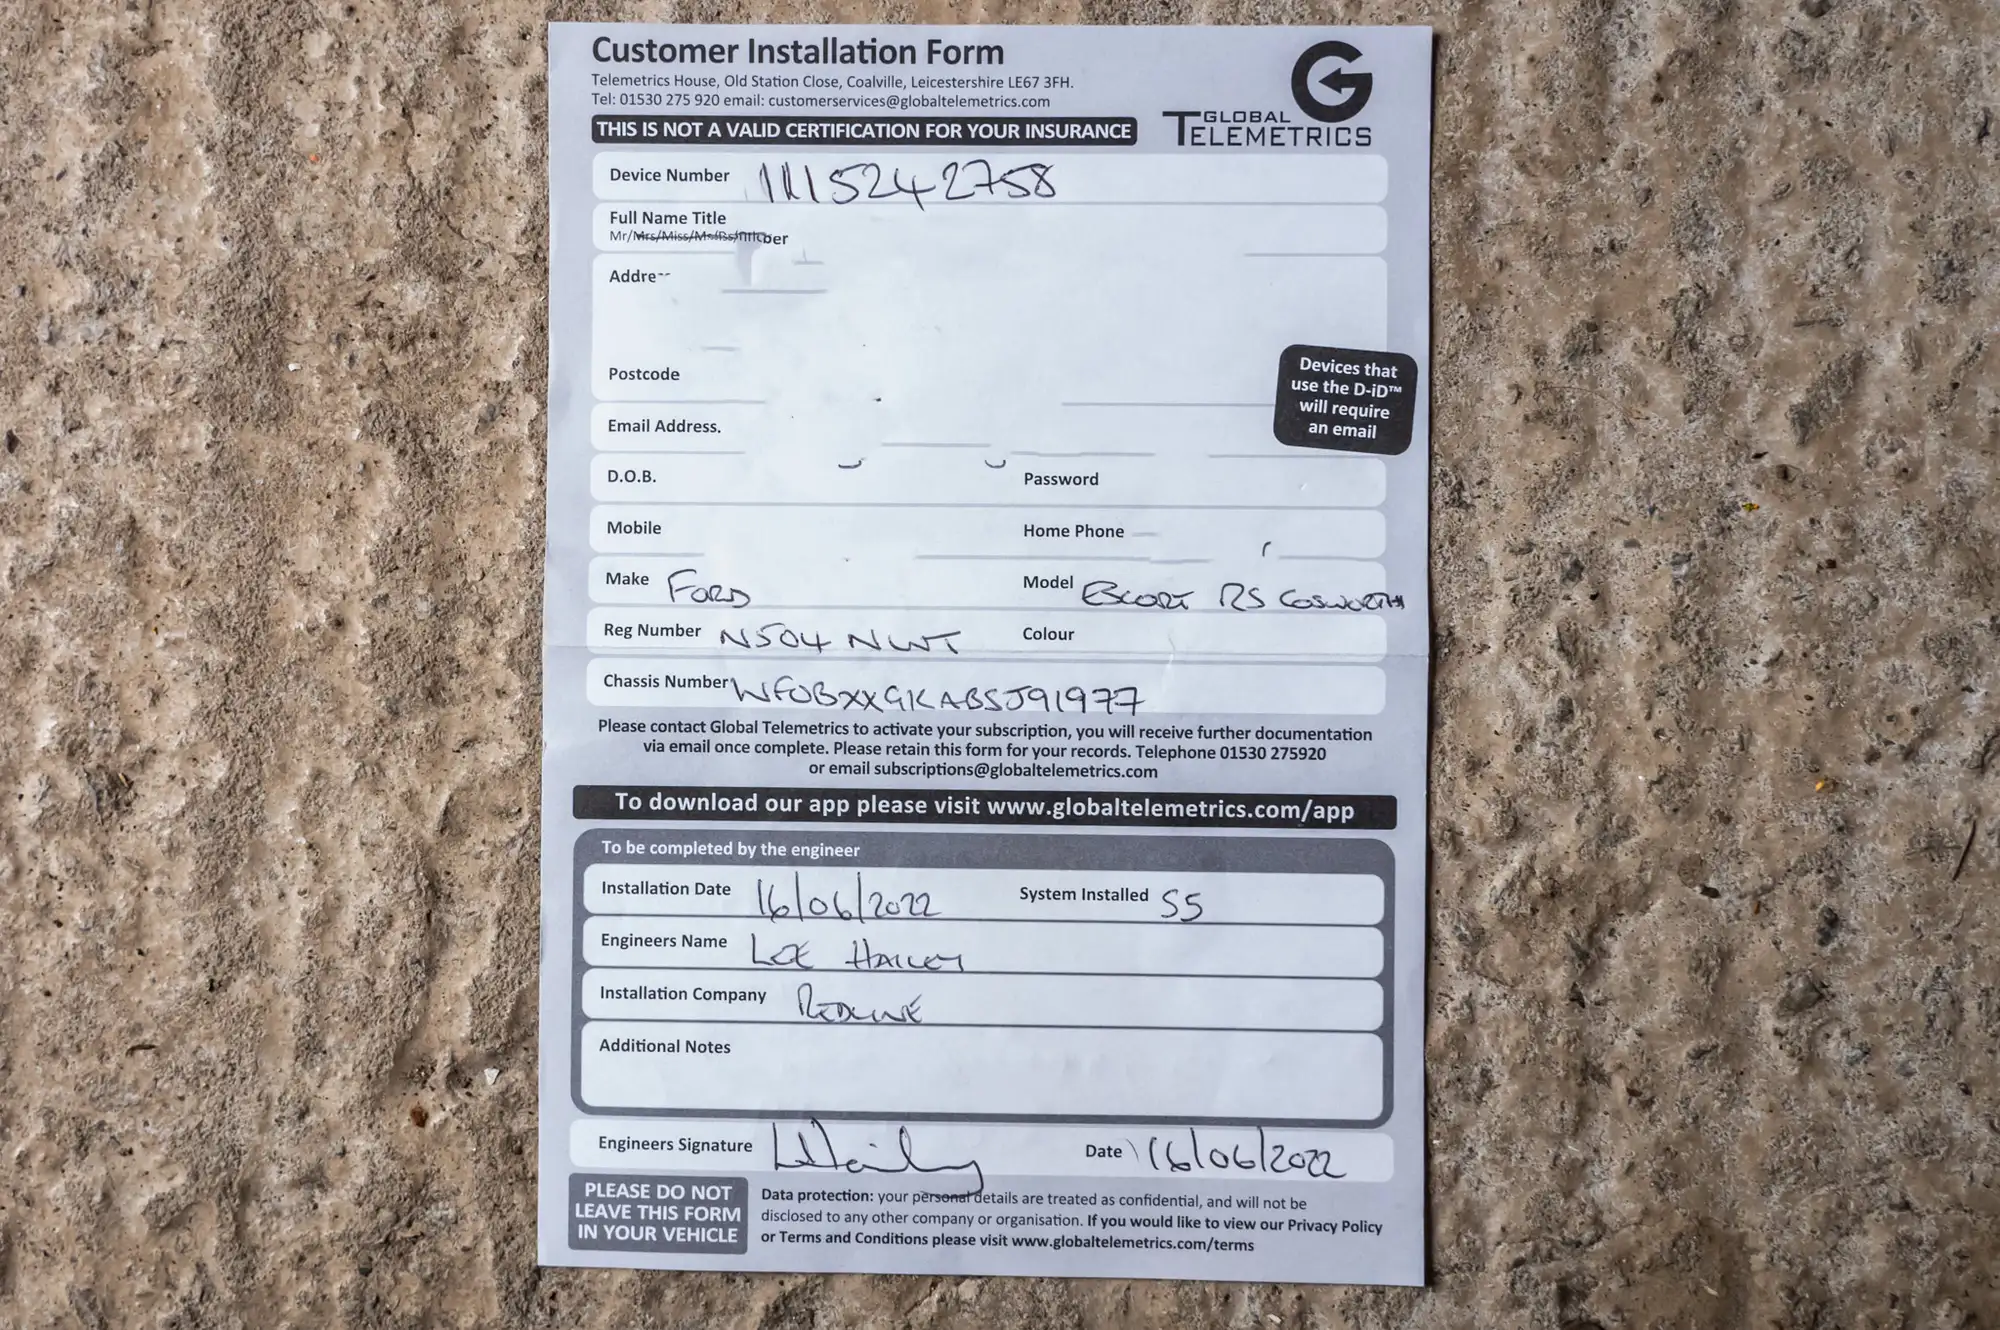 Customer Installation Form
Telemetrics House, Old Station Close, Coalville, Leicestershire LE67 3FH.
Tel: 01530 275 920 email: customerservices@globaltelemetrics.com
THIS IS NOT A VALID CERTIFICATION FOR YOUR INSURANCE
G
GLOBAL
TELEMETRICS
Device Number 1115242758
Full Name Title
Mr/Mrs/Miss/Ms/
Postcode
Devices that
use the D-iD™
will require
an email
Email Address.
D.O.B. Password
Mobile Home Phone
Make FORD Model ESCORT RS COSWORTH
Reg Number N504 NWT Colour
Chassis Number WF0BXXGKABSJ91977
Please contact Global Telemetrics to activate your subscription, you will receive further documentation
via email once complete. Please retain this form for your records. Telephone 01530 275920
or email subscriptions@globaltelemetrics.com
To download our app please visit www.globaltelemetrics.com/app
To be completed by the engineer
Installation Date 16/06/2022 System Installed S5
Engineers Name LEE HAILEY
Installation Company REDLINE
Additional Notes
Engineers Signature Date 16/06/2022
PLEASE DO NOT
LEAVE THIS FORM
IN YOUR VEHICLE
Data protection: your personal details are treated as confidential, and will not be
disclosed to any other company or organisation. If you would like to view our Privacy Policy
or Terms and Conditions please visit www.globaltelemetrics.com/terms